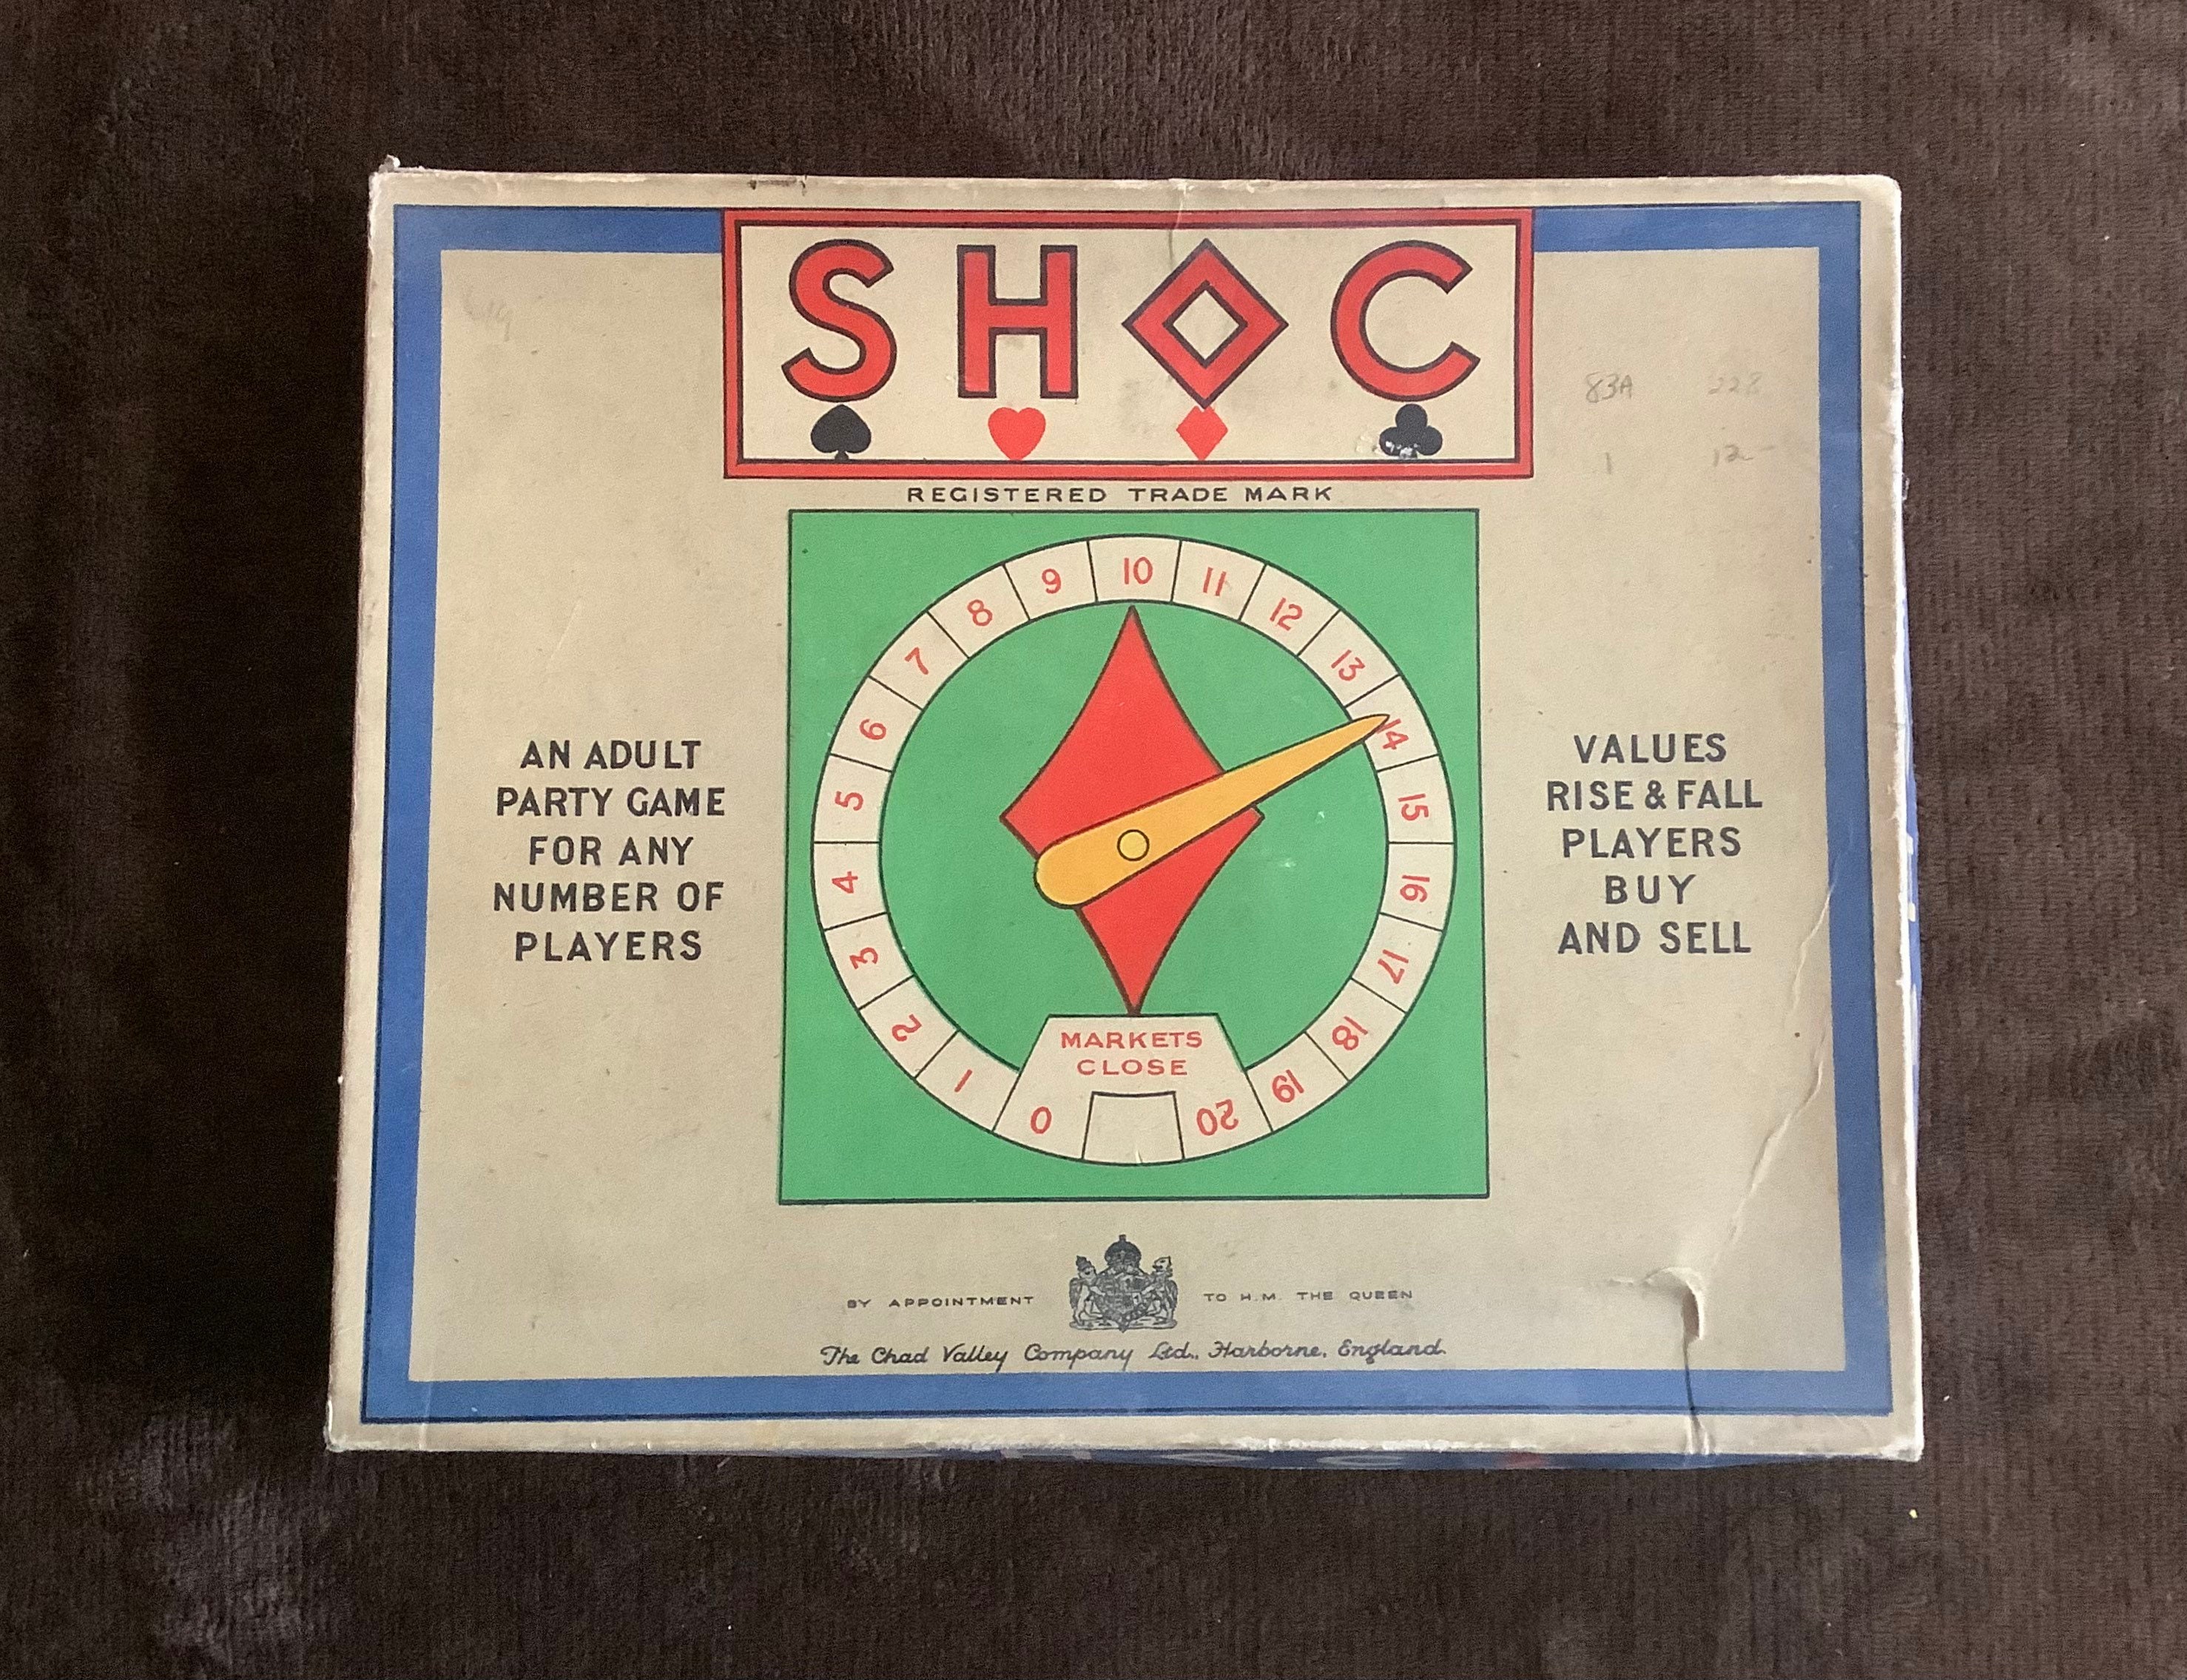 SHOC
REGISTERED TRADE MARK
83A 228
1 12-
AN ADULT
PARTY GAME
FOR ANY
NUMBER OF
PLAYERS
0
1
2
3
4
5
6
7
8
9
10
11
12
13
14
15
16
17
18
19
20
MARKETS
CLOSE
VALUES
RISE & FALL
PLAYERS
BUY
AND SELL
BY APPOINTMENT TO H.M. THE QUEEN
The Chad Valley Company Ltd., Harborne, England.